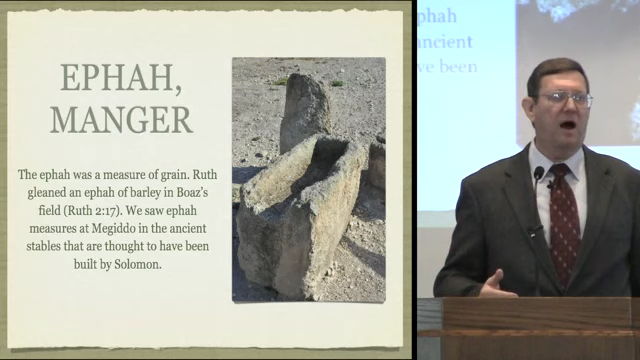 EPHAH,
MANGER
The ephah was a measure of grain. Ruth
gleaned an ephah of barley in Boaz's
field (Ruth 2:17). We saw ephah
measures at Megiddo in the ancient
stables that are thought to have been
built by Solomon.
ephah
ancient
have been